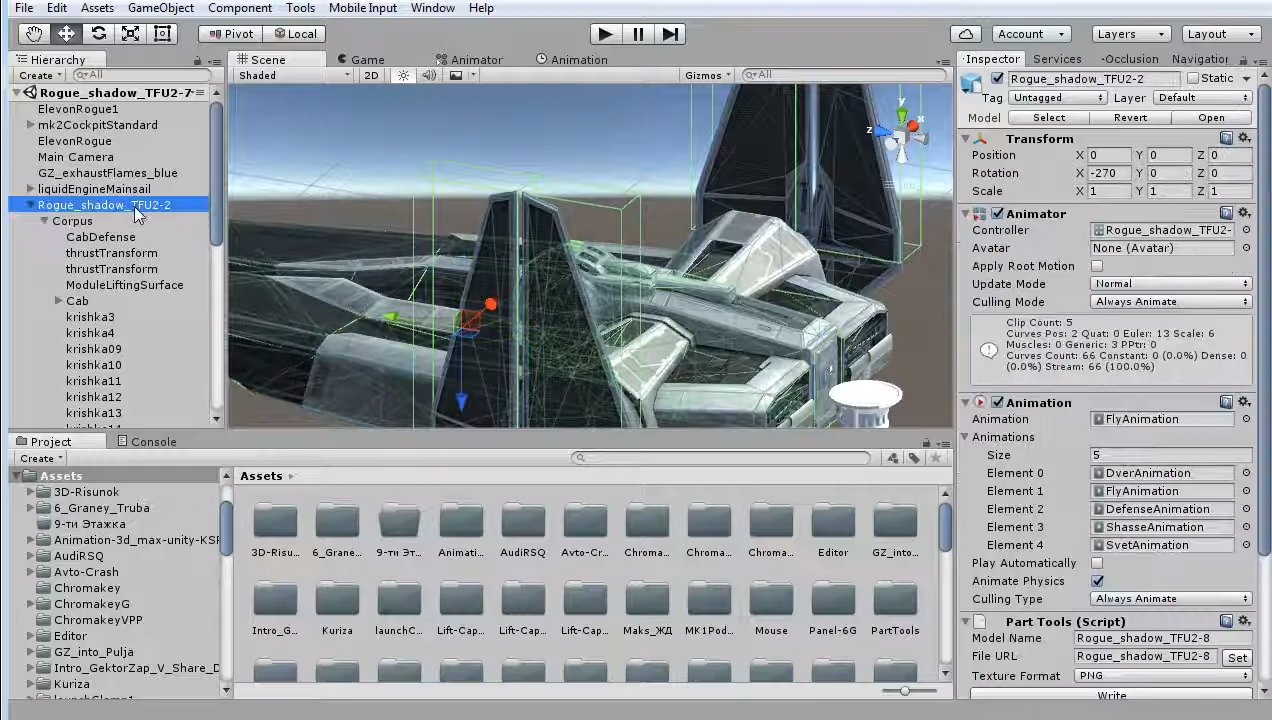 File Edit Assets GameObject Component Tools Mobile Input Window Help
Pivot Local Account Layers Layout
Hierarchy
Create All
Rogue_shadow_TFU2-7
ElevonRogue1
mk2CockpitStandard
ElevonRogue
Main Camera
GZ_exhaustFlames_blue
liquidEngineMainsail
Rogue_shadow_TFU2-2
Corpus
CabDefense
thrustTransform
thrustTransform
ModuleLiftingSurface
Cab
krishka3
krishka4
krishka09
krishka10
krishka11
krishka12
krishka13
Scene Game Animator Animation
Shaded 2D Gizmos All
y
x
z
Inspector Services Occlusion Navigation
Rogue_shadow_TFU2-2 Static
Tag Untagged Layer Default
Model Select Revert Open
Transform
Position X 0 Y 0 Z 0
Rotation X -270 Y 0 Z 0
Scale X 1 Y 1 Z 1
Animator
Controller Rogue_shadow_TFU2-
Avatar None (Avatar)
Apply Root Motion
Update Mode Normal
Culling Mode Always Animate
Clip Count: 5
Curves Pos: 2 Quat: 0 Euler: 13 Scale: 6
Muscles: 0 Generic: 3 PPtr: 0
Curves Count: 66 Constant: 0 (0.0%) Dense: 0
(0.0%) Stream: 66 (100.0%)
Animation
Animation FlyAnimation
Animations
Size 5
Element 0 DverAnimation
Element 1 FlyAnimation
Element 2 DefenseAnimation
Element 3 ShasseAnimation
Element 4 SvetAnimation
Play Automatically
Animate Physics
Culling Type Always Animate
Part Tools (Script)
Model Name Rogue_shadow_TFU2-8
File URL Rogue_shadow_TFU2-8 Set
Texture Format PNG
Write
Project Console
Create
Assets
3D-Risunok
6_Graney_Truba
9-ти Этажка
Animation-3d_max-unity-KSP
AudiRSQ
Avto-Crash
Chromakey
ChromakeyG
ChromakeyVPP
Editor
GZ_into_Pulja
Intro_GektorZap_V_Share_D
Kuriza
launchClamp1
Assets
3D-Risu... 6_Grane... 9-ти Эт... Animati... AudiRSQ Avto-Cr... Chroma... Chroma... Chroma... Editor GZ_into...
Intro_G... Kuriza launchC... Lift-Cap... Lift-Cap... Lift-Cap... Maks_ЖД MK1Pod... Mouse Panel-6G PartTools